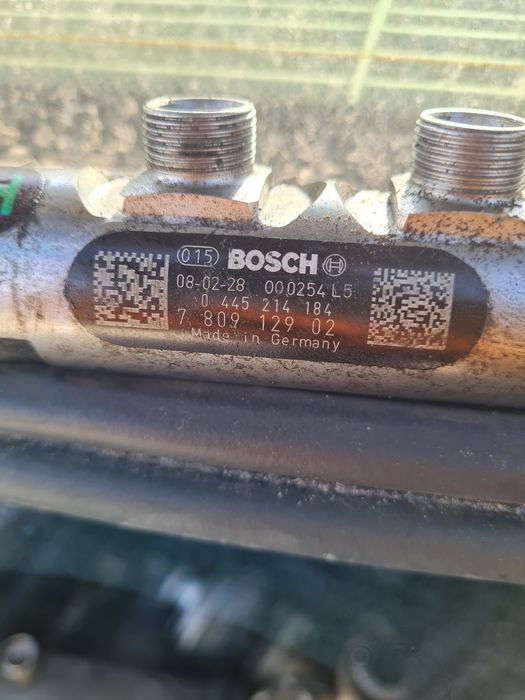 015 BOSCH
08-02-28 000254 L5
0 445 214 184
7 809 129 02
Made in Germany